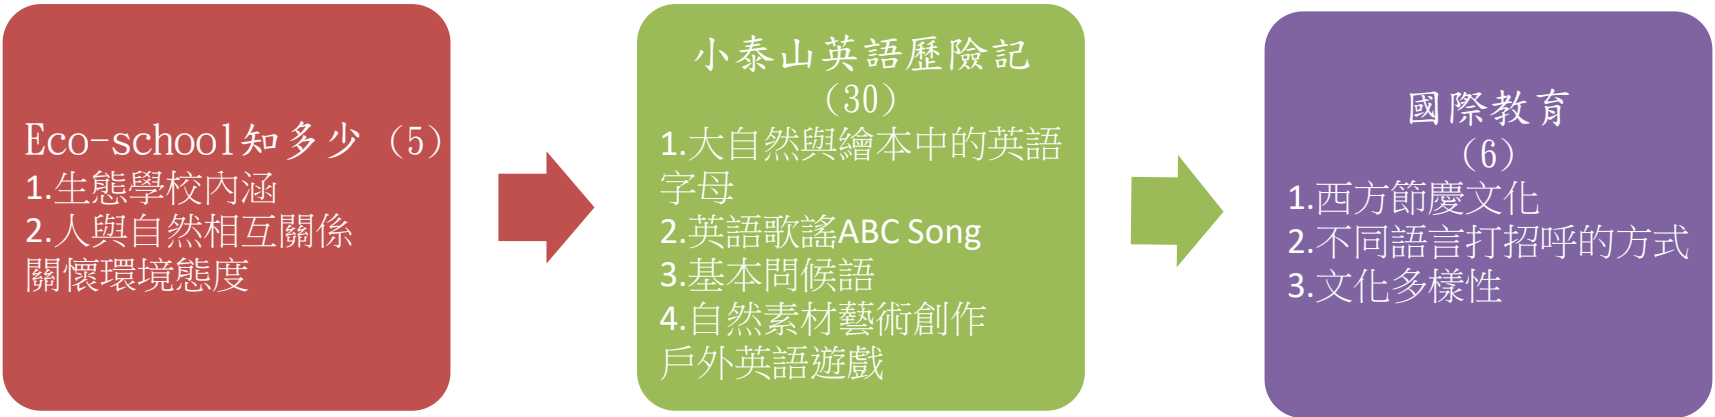 Eco-school知多少（5）
1.生態學校內涵
2.人與自然相互關係
關懷環境態度
小泰山英語歷險記
（30）
1.大自然與繪本中的英語
字母
2.英語歌謠ABC Song
3.基本問候語
4.自然素材藝術創作
戶外英語遊戲
國際教育
（6）
1.西方節慶文化
2.不同語言打招呼的方式
3.文化多樣性